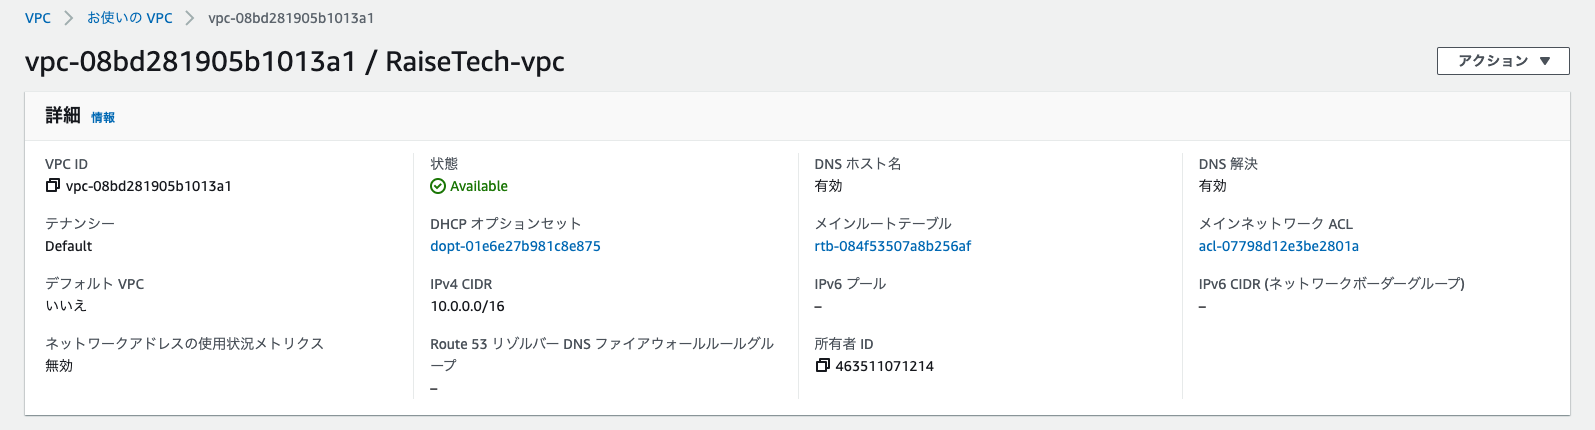 VPC > お使いの VPC > vpc-08bd281905b1013a1
vpc-08bd281905b1013a1 / RaiseTech-vpc
アクション ▼
詳細 情報
VPC ID
vpc-08bd281905b1013a1
状態
Available
DNS ホスト名
有効
DNS 解決
有効
テナンシー
Default
DHCP オプションセット
dopt-01e6e27b981c8e875
メインルートテーブル
rtb-084f53507a8b256af
メインネットワーク ACL
acl-07798d12e3be2801a
デフォルト VPC
いいえ
IPv4 CIDR
10.0.0.0/16
IPv6 プール
–
IPv6 CIDR (ネットワークボーダーグループ)
–
ネットワークアドレスの使用状況メトリクス
無効
Route 53 リゾルバー DNS ファイアウォールルールグル
ープ
–
所有者 ID
463511071214